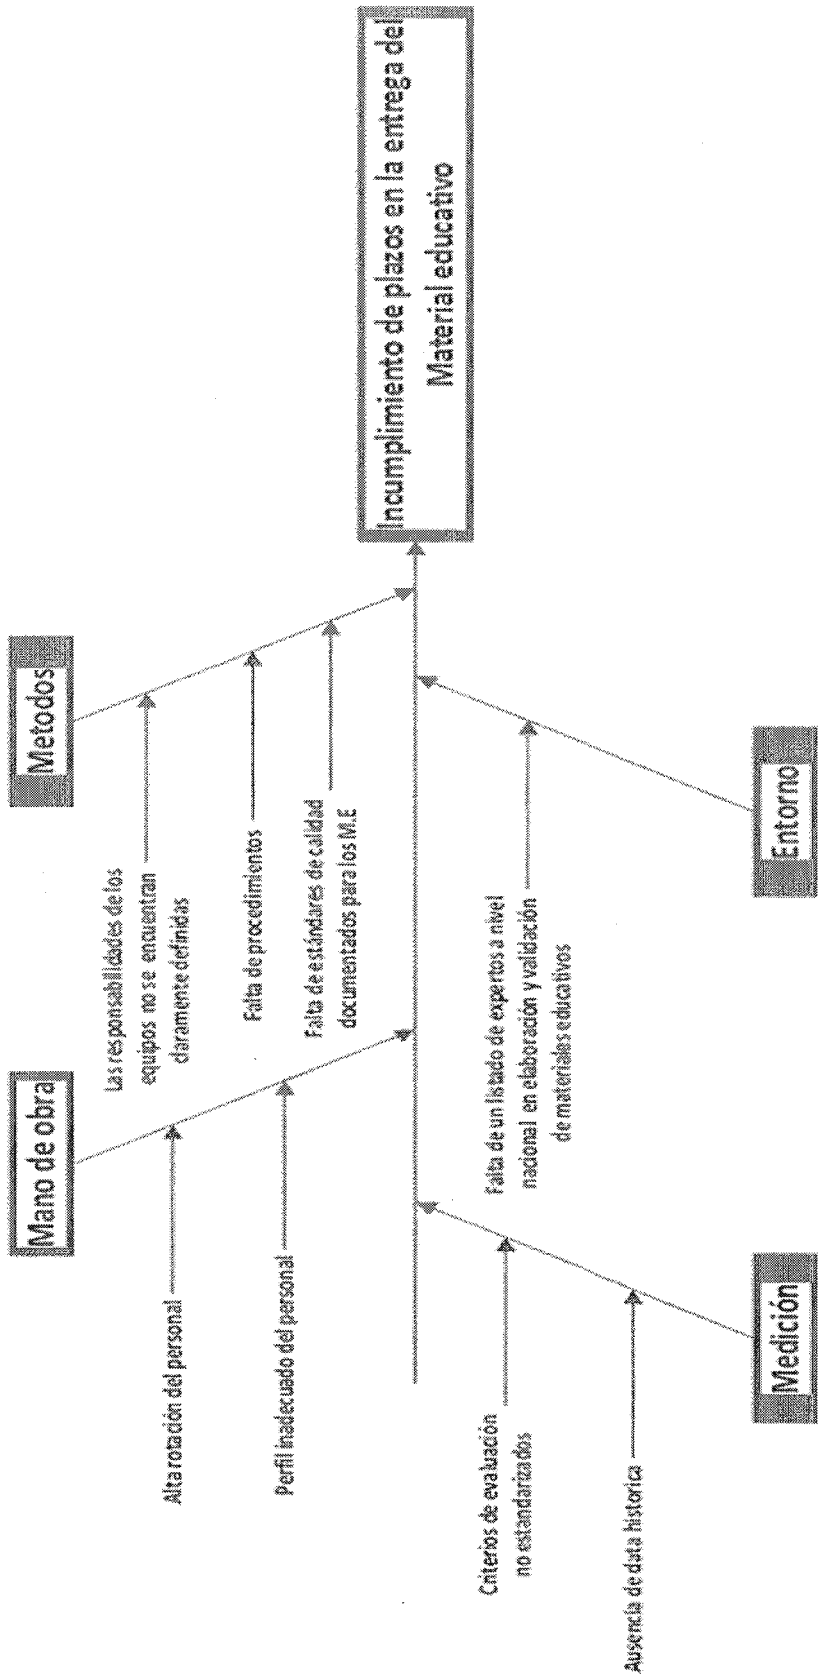 Mano de obra
Metodos
Alta rotación del personal
Perfil inadecuado del personal
Las responsabilidades de los
equipos no se encuentran
claramente definidas
Falta de procedimientos
Falta de estándares de calidad
documentados para los M.E
Incumplimiento de plazos en la entrega del
Material educativo
Criterios de evaluación
no estandarizados
Ausencia de data historica
Falta de un listado de expertos a nivel
nacional en elaboración y validación
de materiales educativos
Medición
Entorno